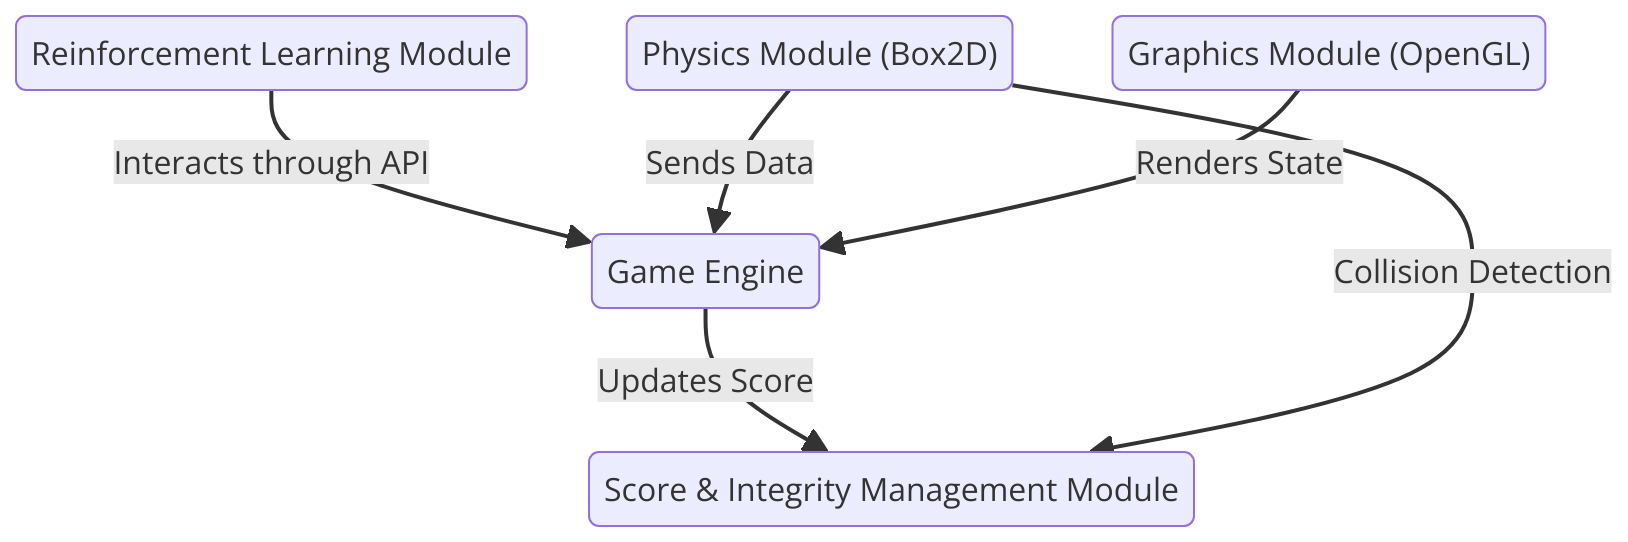 Reinforcement Learning Module
Physics Module (Box2D)
Graphics Module (OpenGL)
Interacts through API
Sends Data
Renders State
Game Engine
Collision Detection
Updates Score
Score & Integrity Management Module